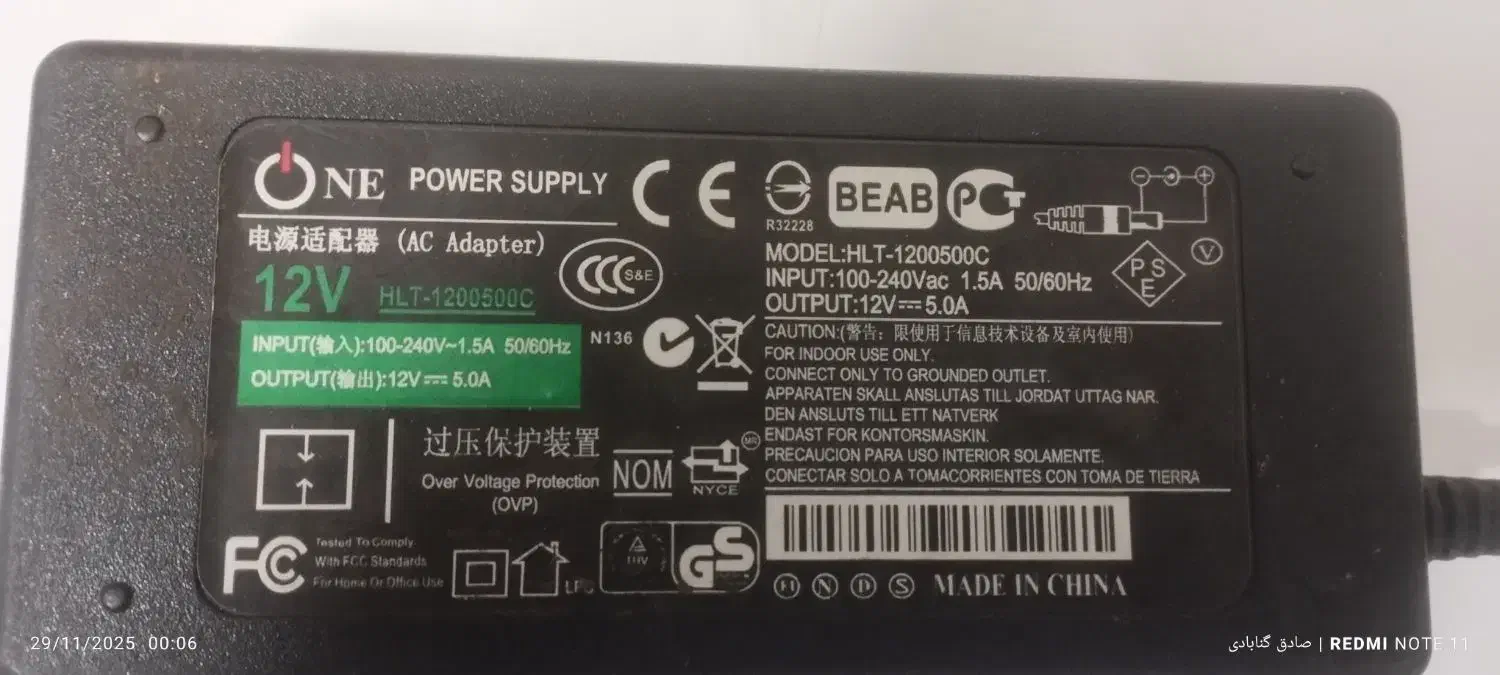 ONE POWER SUPPLY
电源适配器 (AC Adapter)
12V HLT-1200500C
INPUT(输入):100-240V~1.5A 50/60Hz
OUTPUT(输出):12V⎓5.0A
CCC S&E
N136
过压保护装置
Over Voltage Protection
(OVP)
NOM
NYCE
MR
FC Tested To Comply
With FCC Standards
For Home Or Office Use
GS
CE
R32228
BEAB
PCT
MODEL:HLT-1200500C
INPUT:100-240Vac 1.5A 50/60Hz
OUTPUT:12V⎓5.0A
PSE
V
CAUTION:(警告: 限使用于信息技术设备及室内使用)
FOR INDOOR USE ONLY.
CONNECT ONLY TO GROUNDED OUTLET.
APPARATEN SKALL ANSLUTAS TILL JORDAT UTTAG NAR.
DEN ANSLUTS TILL ETT NATVERK
ENDAST FOR KONTORSMASKIN.
PRECAUCION PARA USO INTERIOR SOLAMENTE.
CONECTAR SOLO A TOMACORRIENTES CON TOMA DE TIERRA
FI N D S MADE IN CHINA
29/11/2025 00:06
صادق گنابادی | REDMI NOTE 11